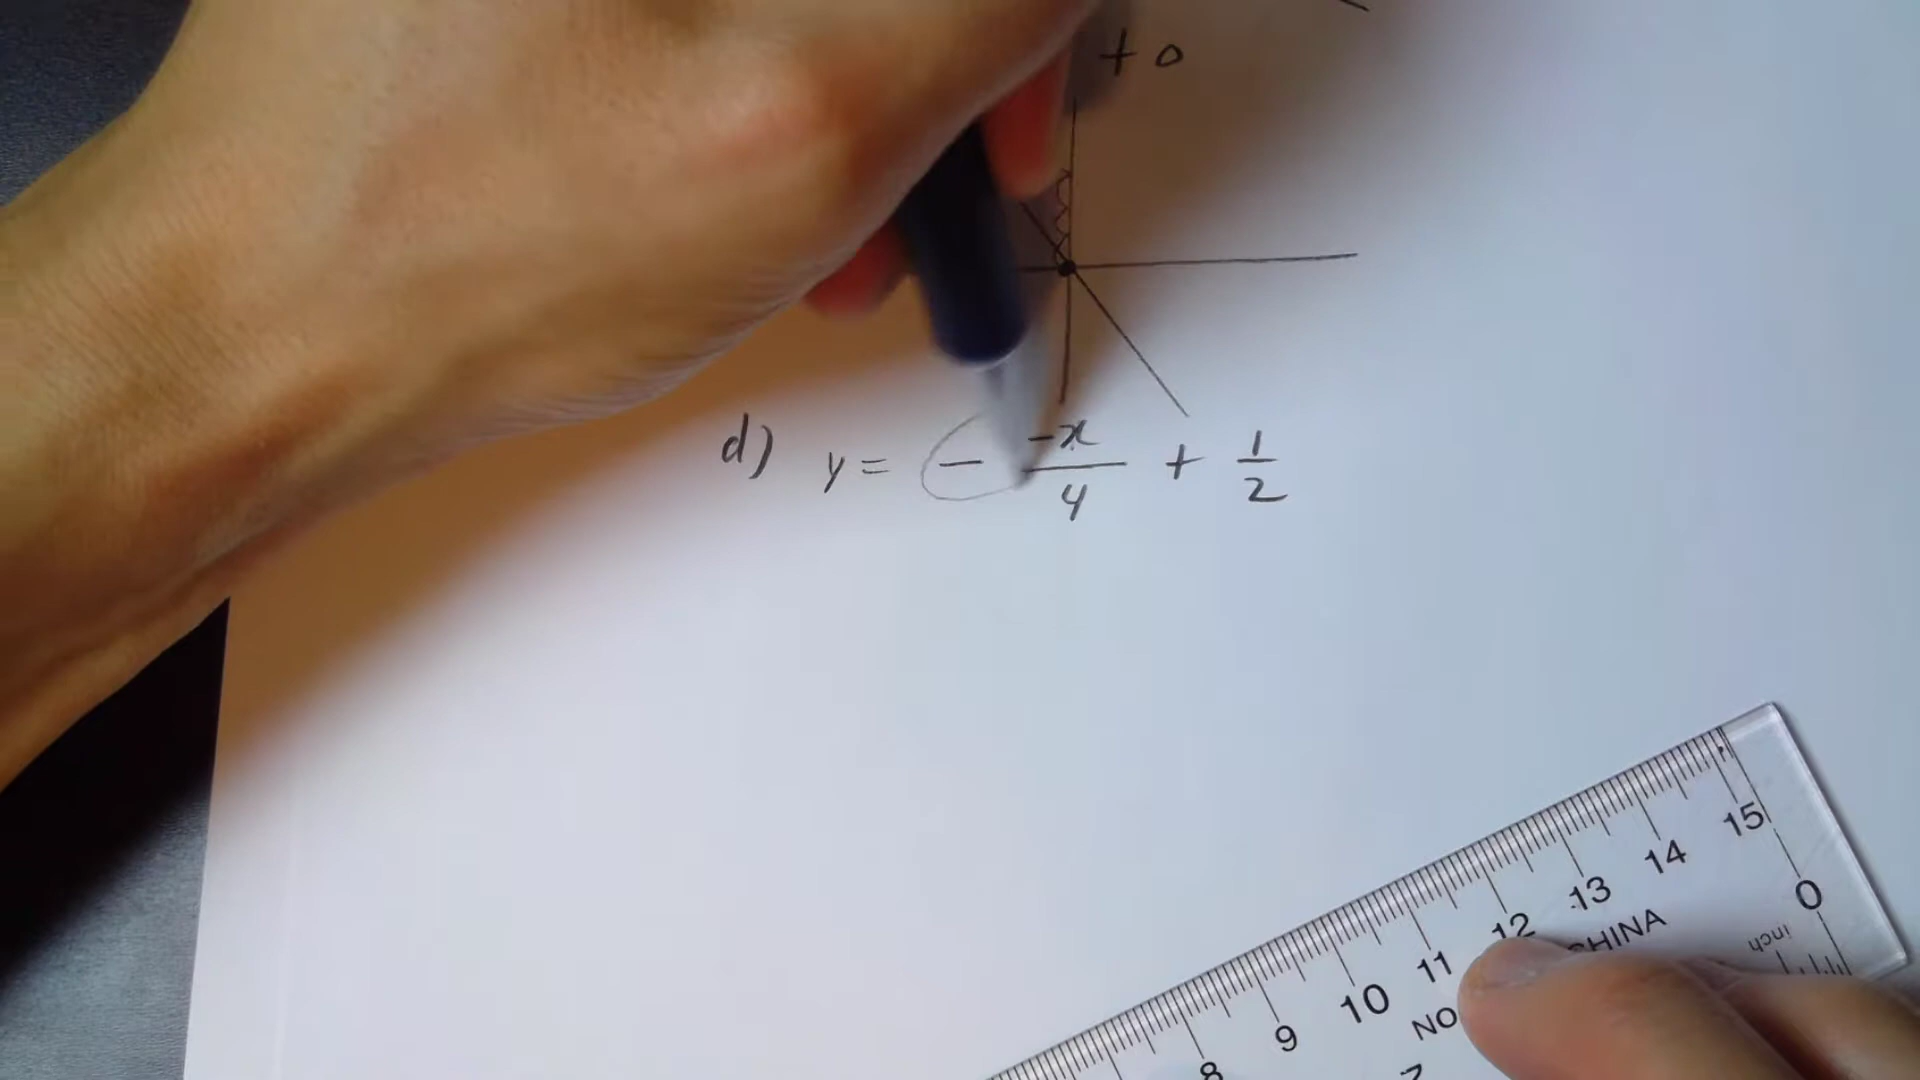 + 0
d) y = - -x/4 + 1/2
15
14
13
12
11
10
9
8
0
inch
CHINA
NO